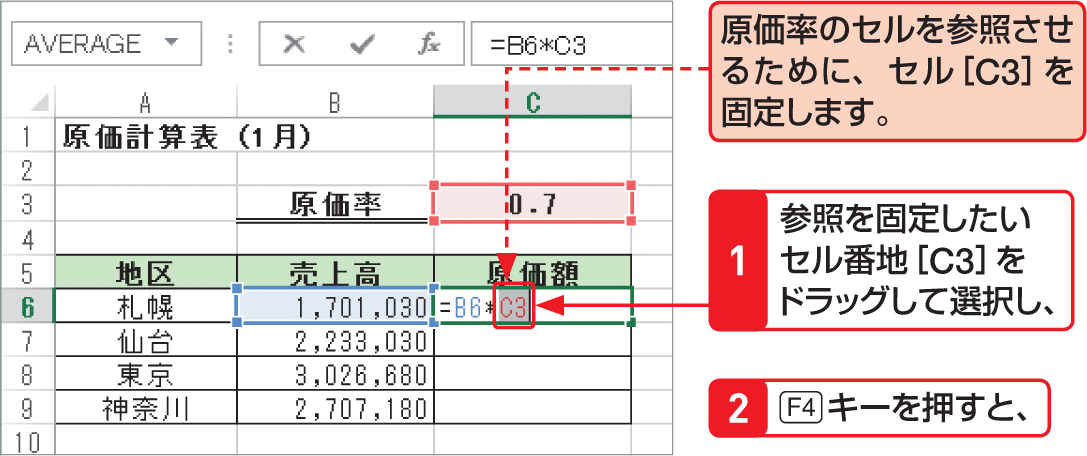 AVERAGE
=B6*C3
A B C
1 原価計算表（1月）
2
3 原価率 0.7
4
5 地区 売上高 原価額
6 札幌 1,701,030 =B6*C3
7 仙台 2,233,030
8 東京 3,026,680
9 神奈川 2,707,180
10
原価率のセルを参照させ
るために、セル［C3］を
固定します。
1 参照を固定したい
セル番地［C3］を
ドラッグして選択し、
2 F4キーを押すと、